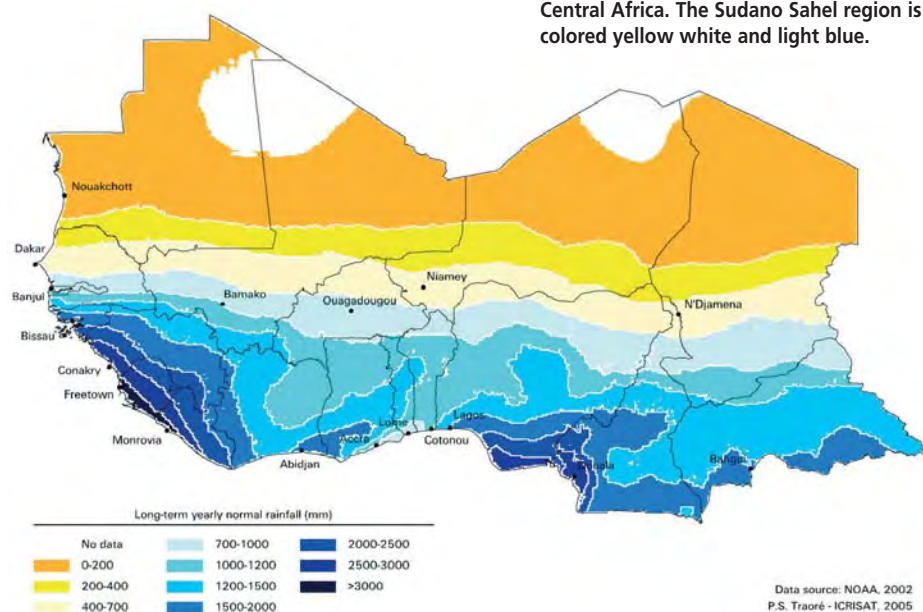 Central Africa. The Sudano Sahel region is
colored yellow white and light blue.
Nouakchott
Dakar
Niamey
Banjul
Bamako
Ouagadougou
N'Djamena
Bissau
Conakry
Freetown
Lome
Lagos
Monrovia
Accra
Cotonou
Abidjan
Douala
Bangui
Long-term yearly normal rainfall (mm)
No data
700-1000
2000-2500
0-200
1000-1200
2500-3000
200-400
1200-1500
>3000
400-700
1500-2000
Data source: NOAA, 2002
P.S. Traoré - ICRISAT, 2005